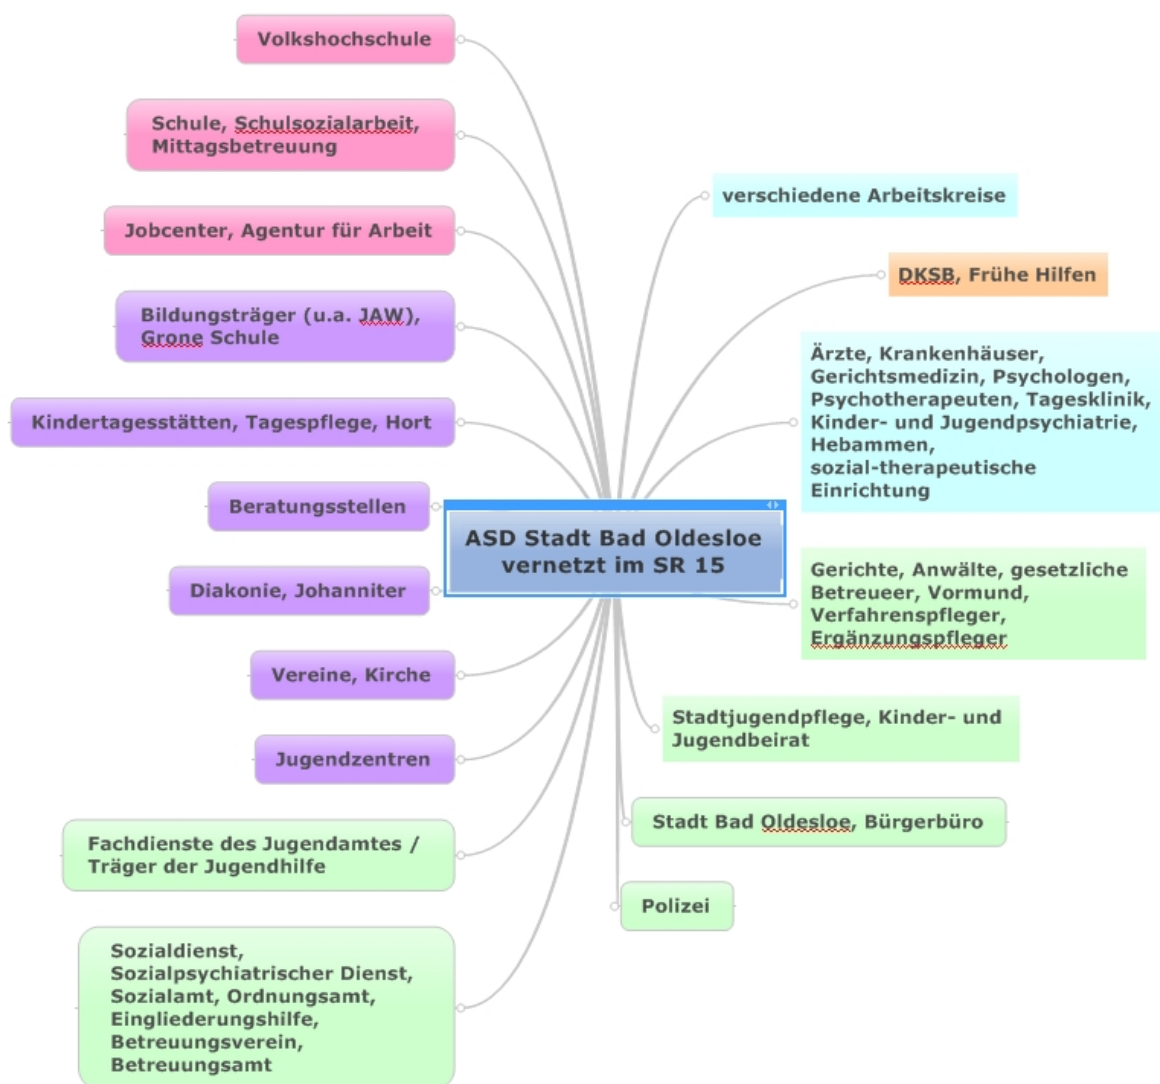 Volkshochschule
Schule, Schulsozialarbeit,
Mittagsbetreuung
Jobcenter, Agentur für Arbeit
Bildungsträger (u.a. JAW),
Grone Schule
Kindertagesstätten, Tagespflege, Hort
Beratungsstellen
Diakonie, Johanniter
Vereine, Kirche
Jugendzentren
Fachdienste des Jugendamtes /
Träger der Jugendhilfe
Sozialdienst,
Sozialpsychiatrischer Dienst,
Sozialamt, Ordnungsamt,
Eingliederungshilfe,
Betreuungsverein,
Betreuungsamt
ASD Stadt Bad Oldesloe
vernetzt im SR 15
verschiedene Arbeitskreise
DKSB, Frühe Hilfen
Ärzte, Krankenhäuser,
Gerichtsmedizin, Psychologen,
Psychotherapeuten, Tagesklinik,
Kinder- und Jugendpsychiatrie,
Hebammen,
sozial-therapeutische
Einrichtung
Gerichte, Anwälte, gesetzliche
Betreueer, Vormund,
Verfahrenspfleger,
Ergänzungspfleger
Stadtjugendpflege, Kinder- und
Jugendbeirat
Stadt Bad Oldesloe, Bürgerbüro
Polizei